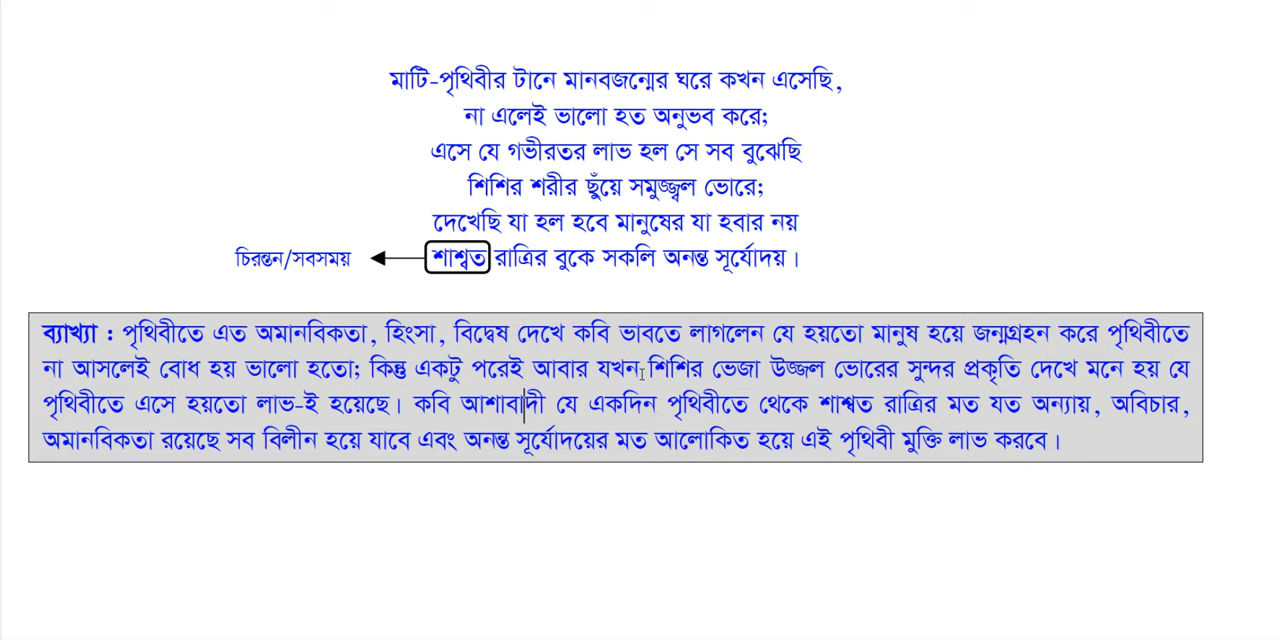 মাটি-পৃথিবীর টানে মানবজন্মের ঘরে কখন এসেছি,
না এলেই ভালো হত অনুভব করে;
এসে যে গভীরতর লাভ হল সে সব বুঝেছি
শিশির শরীর ছুঁয়ে সমুজ্জ্বল ভোরে;
দেখেছি যা হল হবে মানুষের যা হবার নয়
চিরন্তন/সবসময় শাশ্বত রাত্রির বুকে সকলি অনন্ত সূর্যোদয়।
ব্যাখ্যা : পৃথিবীতে এত অমানবিকতা, হিংসা, বিদ্বেষ দেখে কবি ভাবতে লাগলেন যে হয়তো মানুষ হয়ে জন্মগ্রহন করে পৃথিবীতে
না আসলেই বোধ হয় ভালো হতো; কিন্তু একটু পরেই আবার যখন শিশির ভেজা উজ্জল ভোরের সুন্দর প্রকৃতি দেখে মনে হয় যে
পৃথিবীতে এসে হয়তো লাভ-ই হয়েছে। কবি আশাবাদী যে একদিন পৃথিবীতে থেকে শাশ্বত রাত্রির মত যত অন্যায়, অবিচার,
অমানবিকতা রয়েছে সব বিলীন হয়ে যাবে এবং অনন্ত সূর্যোদয়ের মত আলোকিত হয়ে এই পৃথিবী মুক্তি লাভ করবে।